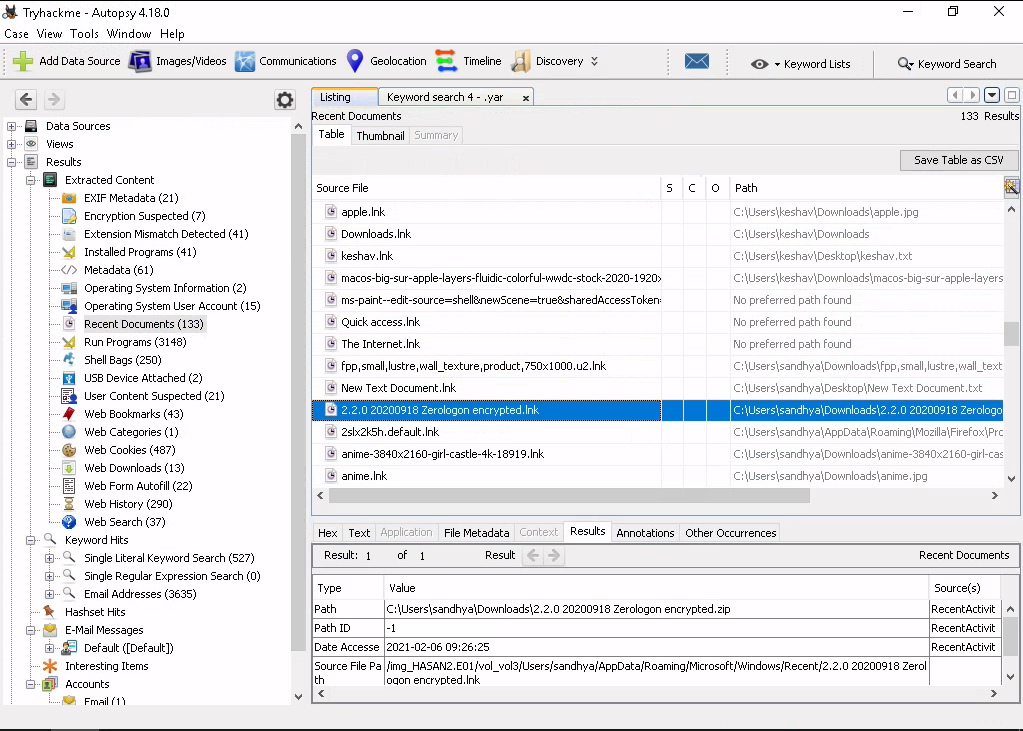 Tryhackme - Autopsy 4.18.0
Case View Tools Window Help
Add Data Source Images/Videos Communications Geolocation Timeline Discovery Keyword Lists Keyword Search
Listing Keyword search 4 - .yar x
Recent Documents 133 Results
Table Thumbnail Summary
Save Table as CSV
Data Sources
Views
Results
Extracted Content
EXIF Metadata (21)
Encryption Suspected (7)
Extension Mismatch Detected (41)
Installed Programs (41)
Metadata (61)
Operating System Information (2)
Operating System User Account (15)
Recent Documents (133)
Run Programs (3148)
Shell Bags (250)
USB Device Attached (2)
User Content Suspected (21)
Web Bookmarks (43)
Web Categories (1)
Web Cookies (487)
Web Downloads (13)
Web Form Autofill (22)
Web History (290)
Web Search (37)
Keyword Hits
Single Literal Keyword Search (527)
Single Regular Expression Search (0)
Email Addresses (3635)
Hashset Hits
E-Mail Messages
Default ([Default])
Interesting Items
Accounts
Email (1)
Source File S C O Path
apple.lnk C:\Users\keshav\Downloads\apple.jpg
Downloads.lnk C:\Users\keshav\Downloads
keshav.lnk C:\Users\keshav\Desktop\keshav.txt
macos-big-sur-apple-layers-fluidic-colorful-wwdc-stock-2020-1920x C:\Users\keshav\Downloads\macos-big-sur-apple-layers
ms-paint--edit-source=shell&newScene=true&sharedAccessToken= No preferred path found
Quick access.lnk No preferred path found
The Internet.lnk No preferred path found
fpp,small,lustre,wall_texture,product,750x1000.u2.lnk C:\Users\sandhya\Downloads\fpp,small,lustre,wall_text
New Text Document.lnk C:\Users\sandhya\Desktop\New Text Document.txt
2.2.0 20200918 Zerologon encrypted.lnk C:\Users\sandhya\Downloads\2.2.0 20200918 Zerologo
2slx2k5h.default.lnk C:\Users\sandhya\AppData\Roaming\Mozilla\Firefox\Prc
anime-3840x2160-girl-castle-4k-18919.lnk C:\Users\sandhya\Downloads\anime-3840x2160-girl-cas
anime.lnk C:\Users\sandhya\Downloads\anime.jpg
Hex Text Application File Metadata Context Results Annotations Other Occurrences
Result: 1 of 1 Result Recent Documents
Type Value Source(s)
Path C:\Users\sandhya\Downloads\2.2.0 20200918 Zerologon encrypted.zip RecentActivit
Path ID -1 RecentActivit
Date Accesse 2021-02-06 09:26:25 RecentActivit
Source File Pa /img_HASAN2.E01/vol_vol3/Users/sandhya/AppData/Roaming/Microsoft/Windows/Recent/2.2.0 20200918 Zerol RecentActivit
th ogon encrypted.lnk